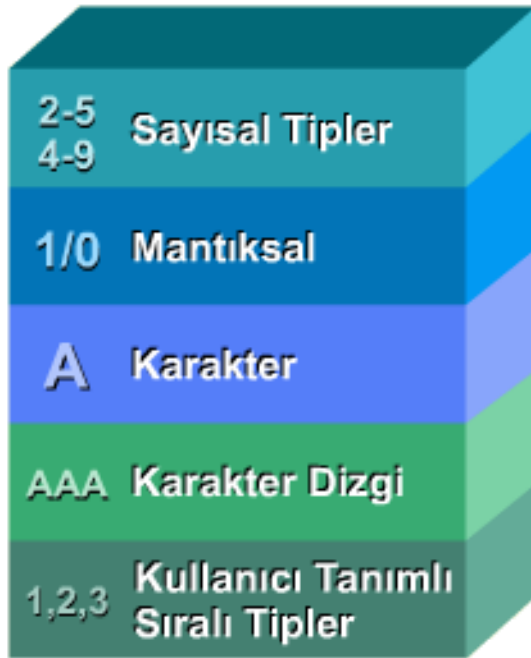 2-5
4-9
Sayısal Tipler
1/0 Mantıksal
A Karakter
AAA Karakter Dizgi
1,2,3 Kullanıcı Tanımlı
Sıralı Tipler